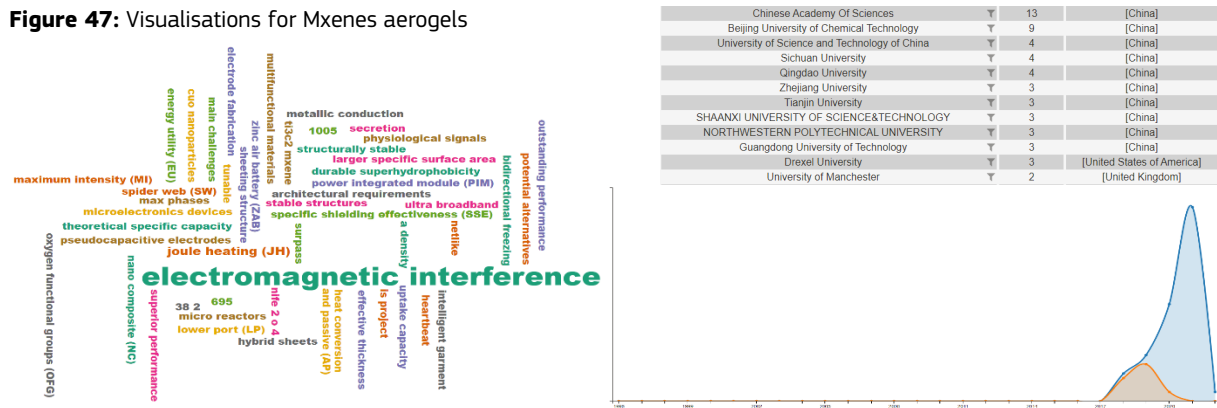 Figure 47: Visualisations for Mxenes aerogels
Chinese Academy Of Sciences 13 [China]
Beijing University of Chemical Technology 9 [China]
University of Science and Technology of China 4 [China]
Sichuan University 4 [China]
Qingdao University 4 [China]
Zhejiang University 3 [China]
Tianjin University 3 [China]
SHAANXI UNIVERSITY OF SCIENCE&TECHNOLOGY 3 [China]
NORTHWESTERN POLYTECHNICAL UNIVERSITY 3 [China]
Guangdong University of Technology 3 [China]
Drexel University 3 [United States of America]
University of Manchester 2 [United Kingdom]
energy utility (EU)
cuo nanoparticles
main challenges
electrode fabrication
tunable
sheeting structure
zinc air battery (ZAB)
multifunctional materials
ti3c2 mxene
metallic conduction
1005
secretion
physiological signals
structurally stable
larger specific surface area
durable superhydrophobicity
power integrated module (PIM)
architectural requirements
stable structures
ultra broadband
specific shielding effectiveness (SSE)
bidirectional freezing
potential alternatives
outstanding performance
maximum intensity (MI)
spider web (SW)
max phases
microelectronics devices
theoretical specific capacity
pseudocapacitive electrodes
joule heating (JH)
surpass
a density
netlike
electromagnetic interference
oxygen functional groups (OFG)
nano composite (NC)
superior performance
38 2
695
micro reactors
lower port (LP)
hybrid sheets
nife 2 o 4
and passive (AP)
heat conversion
effective thickness
ls project
uptake capacity
heartbeat
intelligent garment